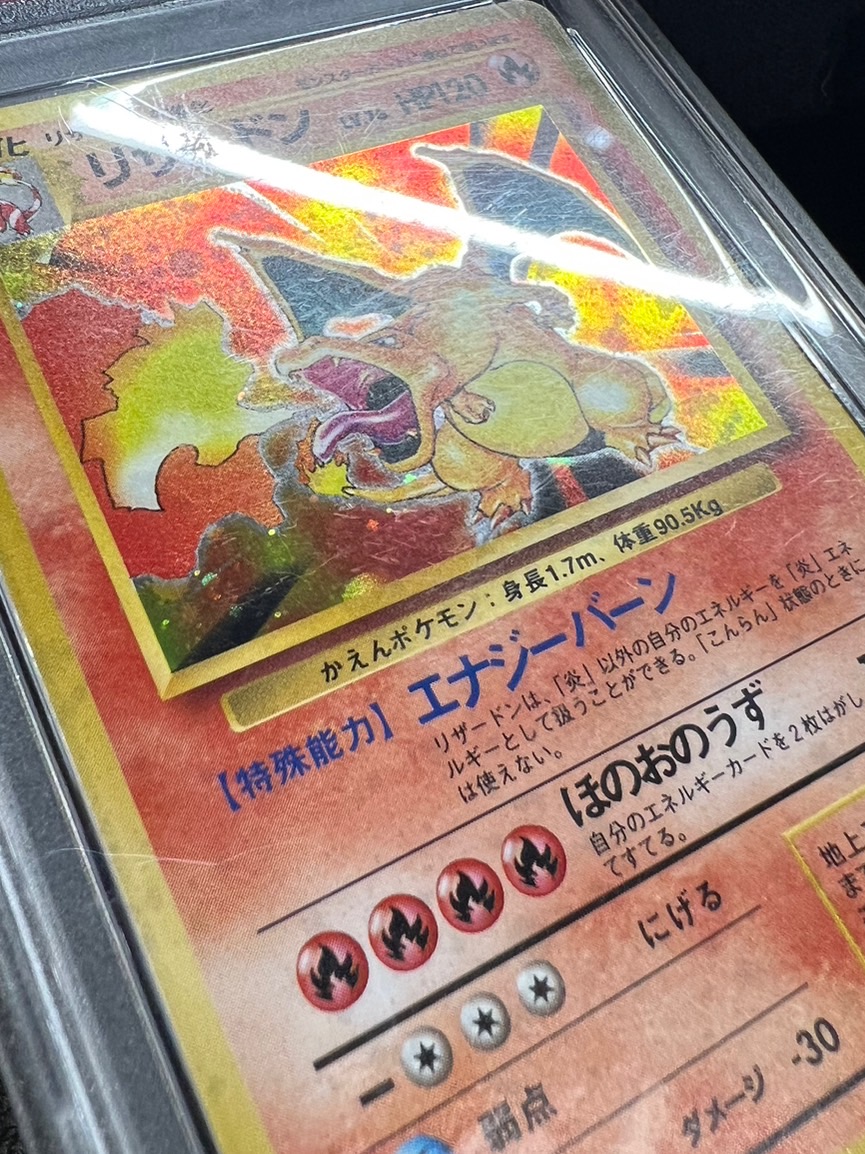 リザードン
HP120
かえんポケモン：身長1.7m、体重90.5Kg
【特殊能力】エナジーバーン
リザードンは、「炎」以外の自分のエネルギーを「炎」エネ
ルギーとして扱うことができる。「こんらん」状態のときに
は使えない。
ほのおのうず
自分のエネルギーカードを2枚はがし
てすてる。
にげる
弱点
ダメージ -30
地上
ま